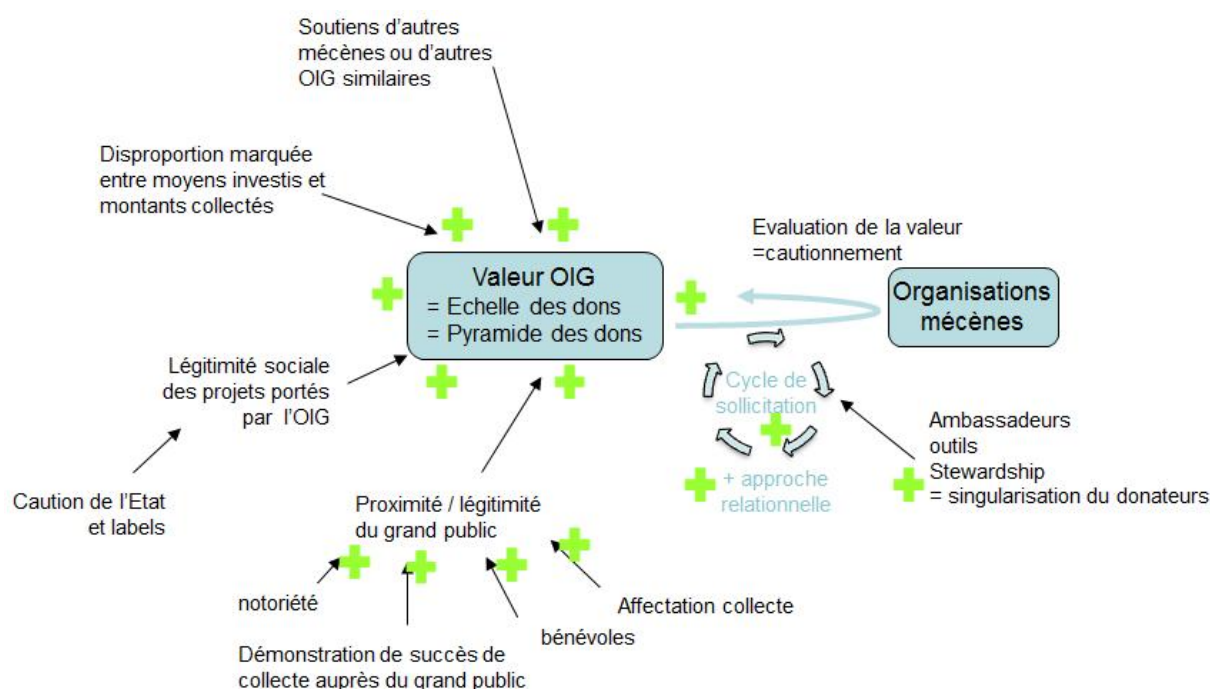 Soutiens d'autres
mécènes ou d'autres
OIG similaires
Disproportion marquée
entre moyens investis et
montants collectés
Evaluation de la valeur
=cautionnement
Valeur OIG
= Echelle des dons
= Pyramide des dons
Organisations
mécènes
Légitimité sociale
des projets portés
par l'OIG
Cycle de
sollicitation
+ approche
relationnelle
Ambassadeurs
outils
Stewardship
= singularisation du donateurs
Caution de l'Etat
et labels
Proximité / légitimité
du grand public
notoriété
Démonstration de succès de
collecte auprès du grand public
bénévoles
Affectation collecte